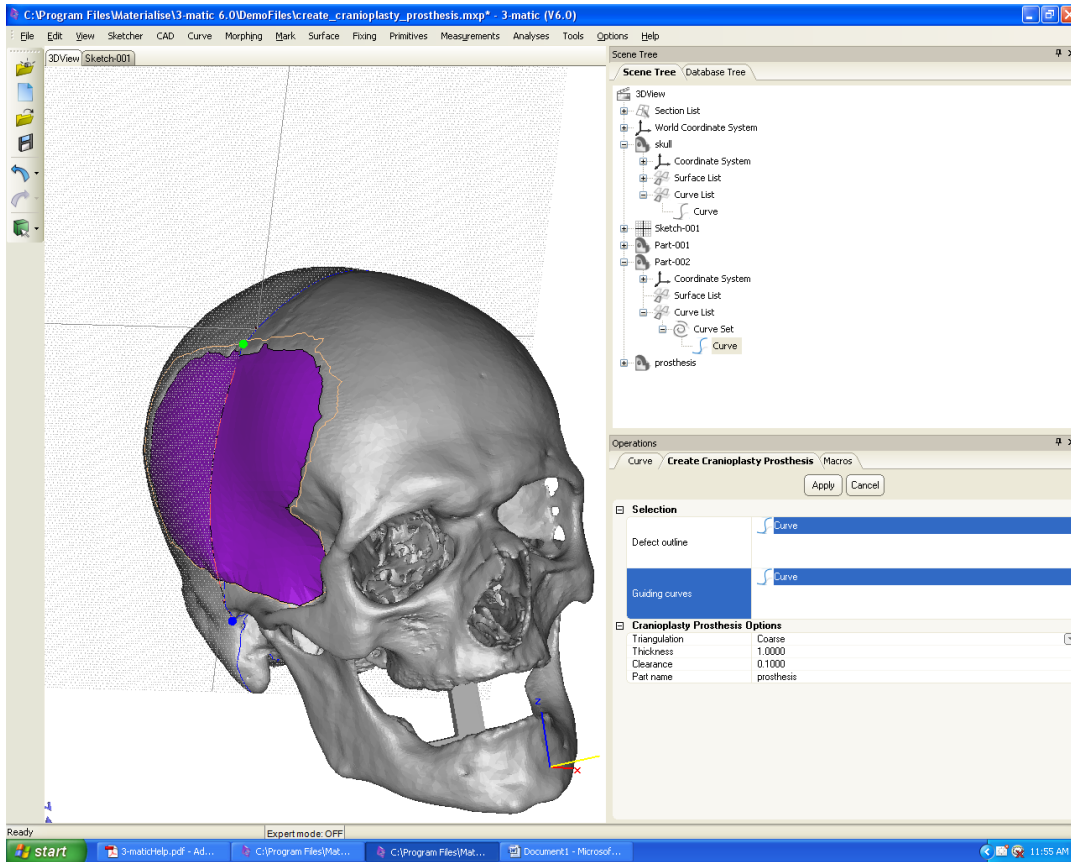 C:\Program Files\Materialise\3-matic 6.0\DemoFiles\create_cranioplasty_prosthesis.mxp* - 3-matic (V6.0)
File Edit View Sketcher CAD Curve Morphing Mark Surface Fixing Primitives Measurements Analyses Tools Options Help
3DView Sketch-001
Scene Tree
Scene Tree Database Tree
3DView
Section List
World Coordinate System
skull
Coordinate System
Surface List
Curve List
Curve
Sketch-001
Part-001
Part-002
Coordinate System
Surface List
Curve List
Curve Set
Curve
prosthesis
Operations
Curve Create Cranioplasty Prosthesis Macros
Apply Cancel
Selection
Defect outline Curve
Guiding curves Curve
Cranioplasty Prosthesis Options
Triangulation Coarse
Thickness 1.0000
Clearance 0.1000
Part name prosthesis
z
x
Ready Expert mode: OFF
start 3-maticHelp.pdf - Ad... C:\Program Files\Mat... C:\Program Files\Mat... Document1 - Microsof... 11:55 AM